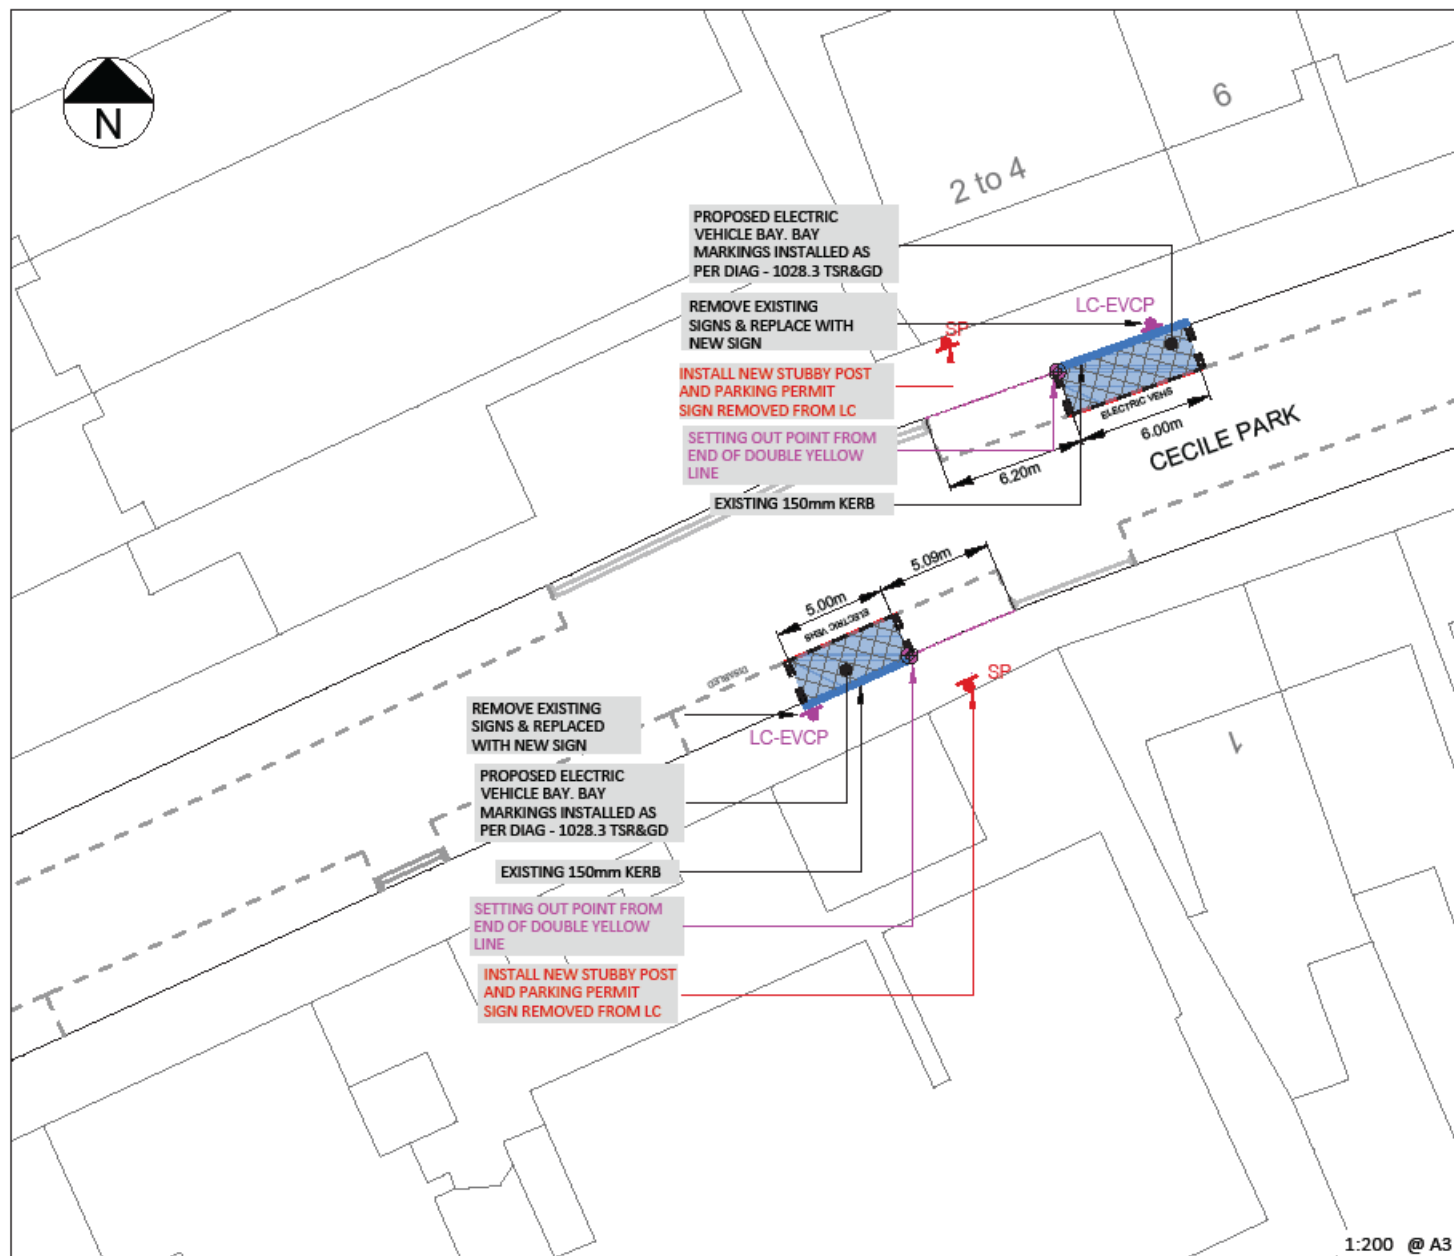 N
6
2 to 4
PROPOSED ELECTRIC
VEHICLE BAY. BAY
MARKINGS INSTALLED AS
PER DIAG - 1028.3 TSR&GD
REMOVE EXISTING
SIGNS & REPLACE WITH
NEW SIGN
LC-EVCP
SP
INSTALL NEW STUBBY POST
AND PARKING PERMIT
SIGN REMOVED FROM LC
ELECTRIC VEHS
6.00m
CECILE PARK
SETTING OUT POINT FROM
END OF DOUBLE YELLOW
LINE
6.20m
EXISTING 150mm KERB
5.09m
5.00m
ELECTRIC VEHS
DISABLED
SP
REMOVE EXISTING
SIGNS & REPLACED
WITH NEW SIGN
LC-EVCP
1
PROPOSED ELECTRIC
VEHICLE BAY. BAY
MARKINGS INSTALLED AS
PER DIAG - 1028.3 TSR&GD
EXISTING 150mm KERB
SETTING OUT POINT FROM
END OF DOUBLE YELLOW
LINE
INSTALL NEW STUBBY POST
AND PARKING PERMIT
SIGN REMOVED FROM LC
1:200 @ A3